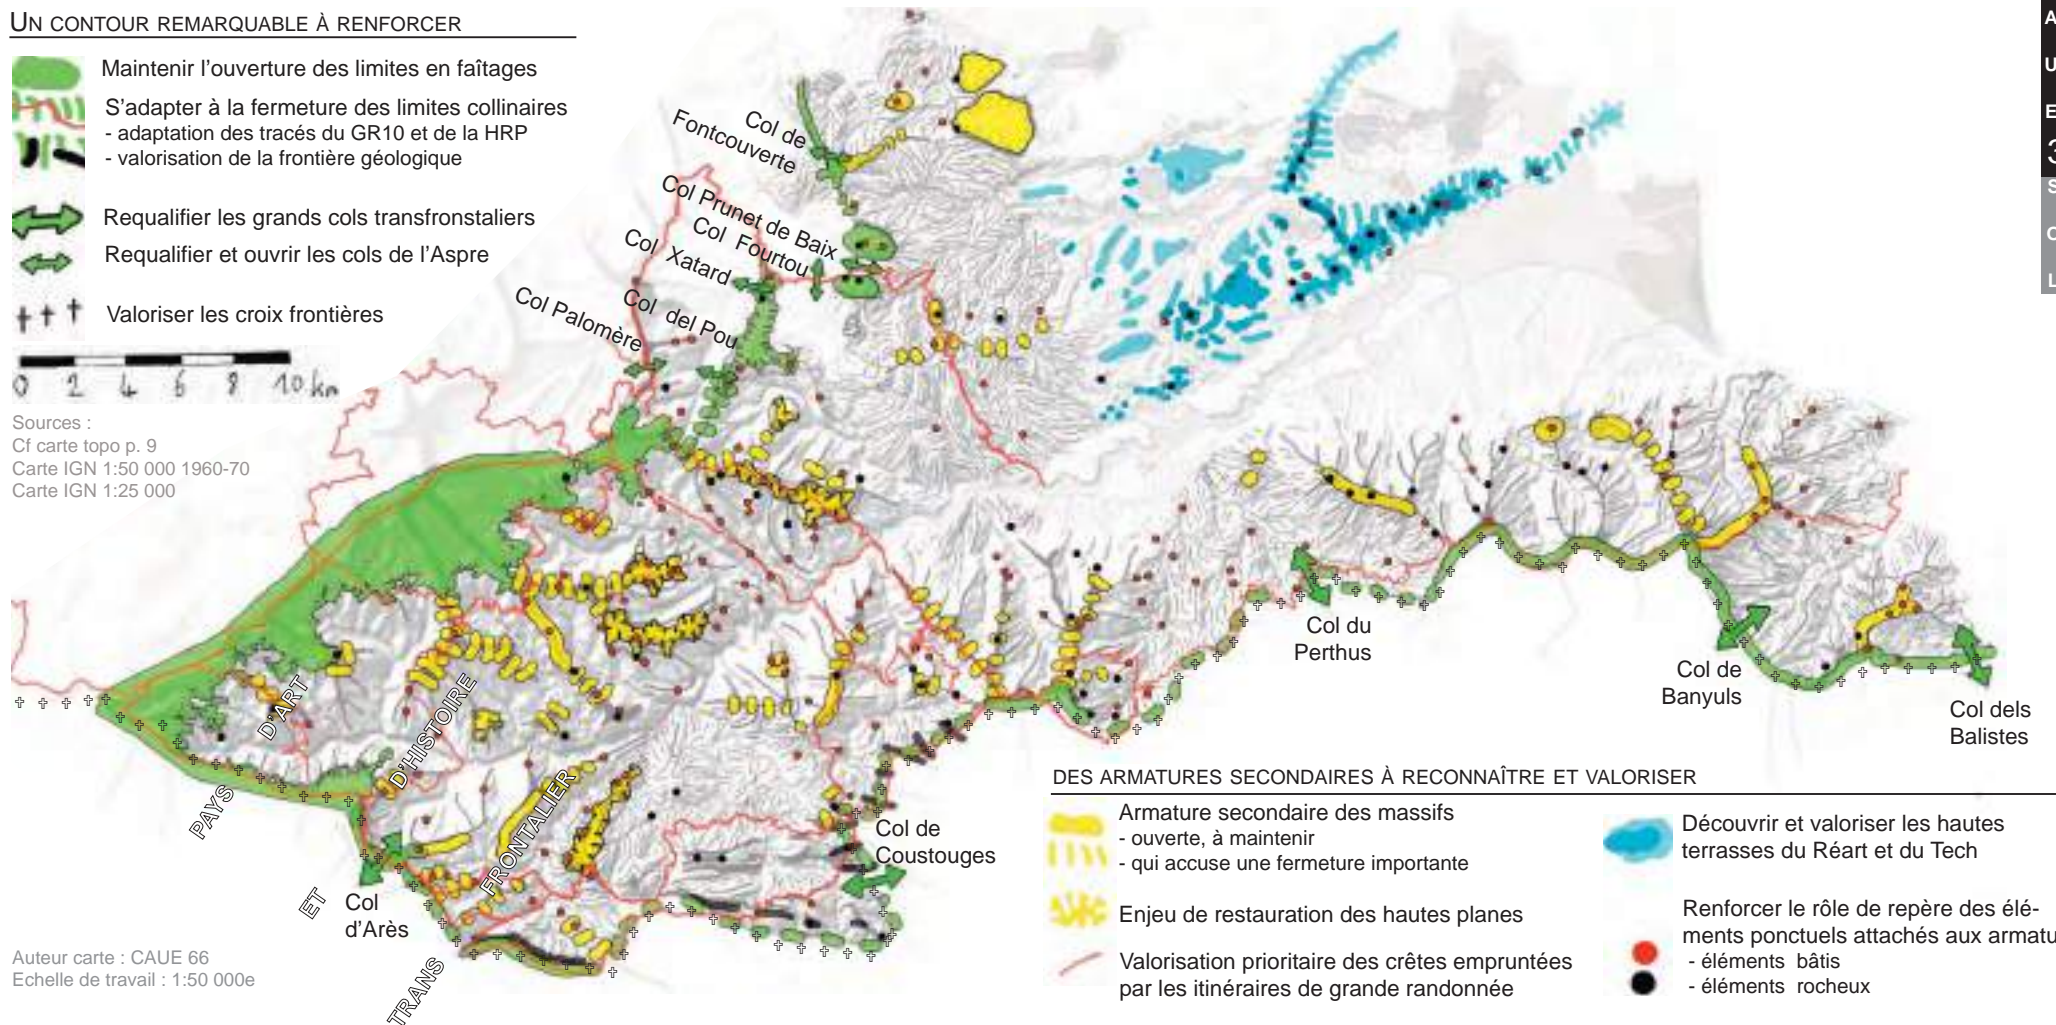 UN CONTOUR REMARQUABLE À RENFORCER
Maintenir l'ouverture des limites en faîtages
S'adapter à la fermeture des limites collinaires
- adaptation des tracés du GR10 et de la HRP
- valorisation de la frontière géologique
Requalifier les grands cols transfronstaliers
Requalifier et ouvrir les cols de l'Aspre
Valoriser les croix frontières
0 2 4 6 8 10 km
Sources :
Cf carte topo p. 9
Carte IGN 1:50 000 1960-70
Carte IGN 1:25 000
Col de
Fontcouverte
Col Prunet de Baix
Col Fourtou
Col Xatard
Col del Pou
Col Palomère
Col du
Perthus
Col de
Banyuls
Col dels
Balistes
Col de
Coustouges
Col
d'Arès
PAYS
D'ART
ET
D'HISTOIRE
TRANS
FRONTALIER
Auteur carte : CAUE 66
Echelle de travail : 1:50 000e
DES ARMATURES SECONDAIRES À RECONNAÎTRE ET VALORISER
Armature secondaire des massifs
- ouverte, à maintenir
- qui accuse une fermeture importante
Enjeu de restauration des hautes planes
Valorisation prioritaire des crêtes empruntées
par les itinéraires de grande randonnée
Découvrir et valoriser les hautes
terrasses du Réart et du Tech
Renforcer le rôle de repère des élé-
ments ponctuels attachés aux armatu
- éléments bâtis
- éléments rocheux
A
U
E
S
O
L